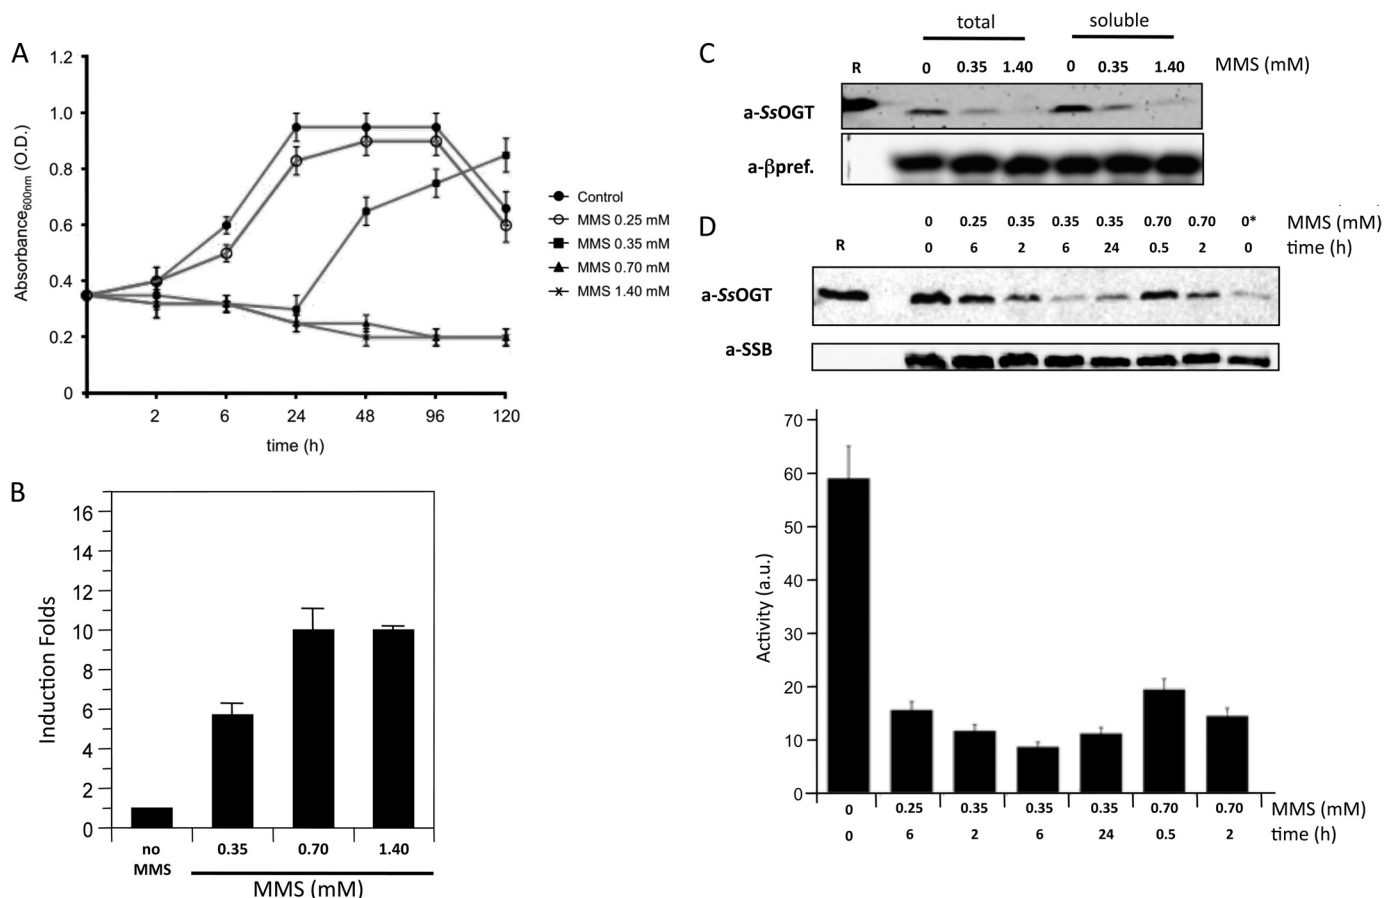 A
1.2
1.0
0.8
0.6
0.4
0.2
0
Absorbance600nm (O.D.)
2 6 24 48 96 120
time (h)
Control
MMS 0.25 mM
MMS 0.35 mM
MMS 0.70 mM
MMS 1.40 mM
B
16
14
12
10
8
6
4
2
0
Induction Folds
no 0.35 0.70 1.40
MMS
MMS (mM)
C
total soluble
R 0 0.35 1.40 0 0.35 1.40 MMS (mM)
a-SsOGT
a-βpref.
D
0 0.25 0.35 0.35 0.35 0.70 0.70 0* MMS (mM)
R 0 6 2 6 24 0.5 2 0 time (h)
a-SsOGT
a-SSB
70
60
50
40
30
20
10
0
Activity (a.u.)
0 0.25 0.35 0.35 0.35 0.70 0.70 MMS (mM)
0 6 2 6 24 0.5 2 time (h)